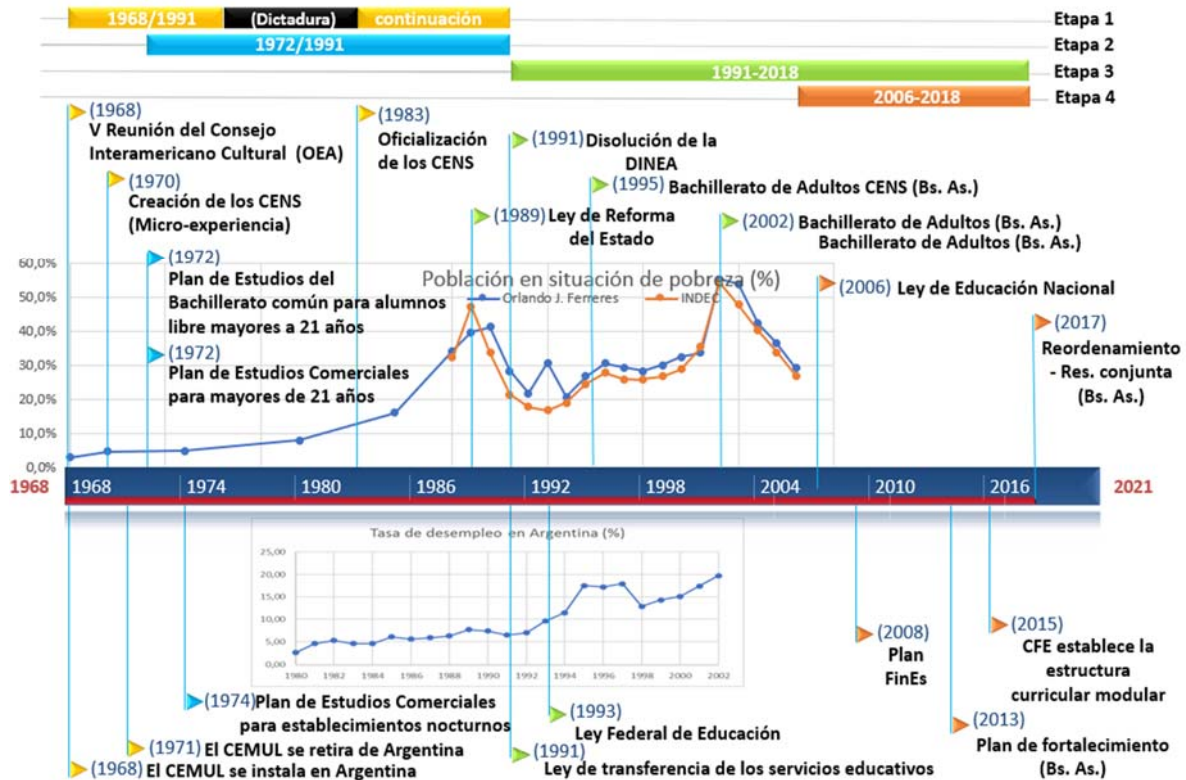 1968/1991 (Dictadura) continuación Etapa 1
1972/1991 Etapa 2
1991-2018 Etapa 3
2006-2018 Etapa 4
(1968)
V Reunión del Consejo
Interamericano Cultural (OEA)
(1970)
Creación de los CENS
(Micro-experiencia)
(1972)
Plan de Estudios del
Bachillerato común para alumnos
libre mayores a 21 años
(1972)
Plan de Estudios Comerciales
para mayores de 21 años
(1983)
Oficialización
de los CENS
(1989) Ley de Reforma
del Estado
(1991) Disolución de la
DINEA
(1995) Bachillerato de Adultos CENS (Bs. As.)
(2002) Bachillerato de Adultos (Bs. As.)
Bachillerato de Adultos (Bs. As.)
(2006) Ley de Educación Nacional
(2017)
Reordenamiento
- Res. conjunta
(Bs. As.)
Población en situación de pobreza (%)
Orlando J. Ferreres INDEC
60,0%
50,0%
40,0%
30,0%
20,0%
10,0%
0,0%
1968 1968 1974 1980 1986 1992 1998 2004 2010 2016 2021
Tasa de desempleo en Argentina (%)
25,00
20,00
15,00
10,00
5,00
0,00
1980 1982 1984 1986 1988 1990 1992 1994 1996 1998 2000 2002
(1974) Plan de Estudios Comerciales
para establecimientos nocturnos
(1971) El CEMUL se retira de Argentina
(1968) El CEMUL se instala en Argentina
(1993)
Ley Federal de Educación
(1991)
Ley de transferencia de los servicios educativos
(2008)
Plan
FinEs
(2015)
CFE establece la
estructura
curricular modular
(2013)
Plan de fortalecimiento
(Bs. As.)